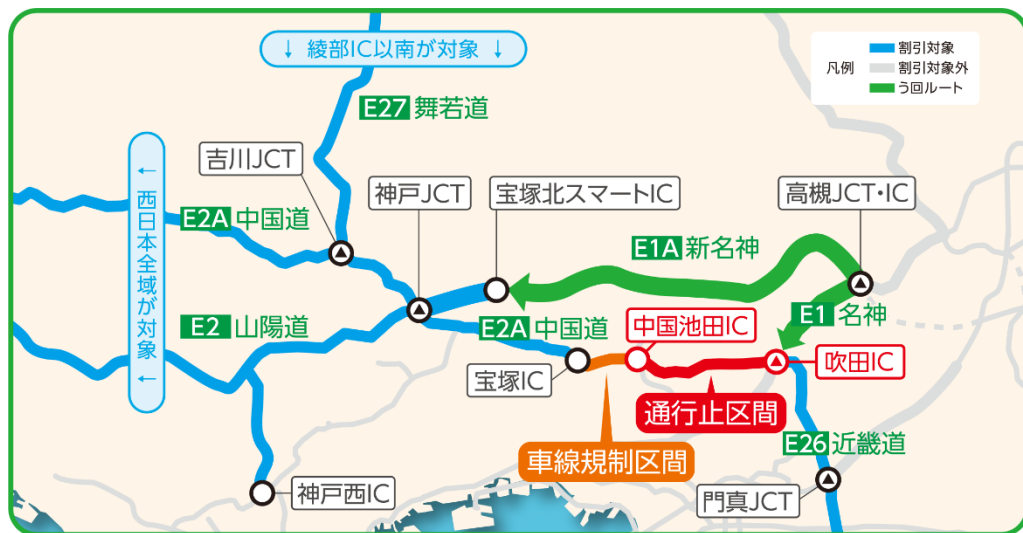 ↓ 綾部IC以南が対象 ↓
凡例
割引対象
割引対象外
う回ルート
E27 舞若道
吉川JCT
神戸JCT
宝塚北スマートIC
高槻JCT・IC
← 西日本全域が対象 ←
E2A 中国道
E1A 新名神
E2 山陽道
E2A 中国道
中国池田IC
E1 名神
宝塚IC
吹田IC
通行止区間
車線規制区間
E26 近畿道
神戸西IC
門真JCT